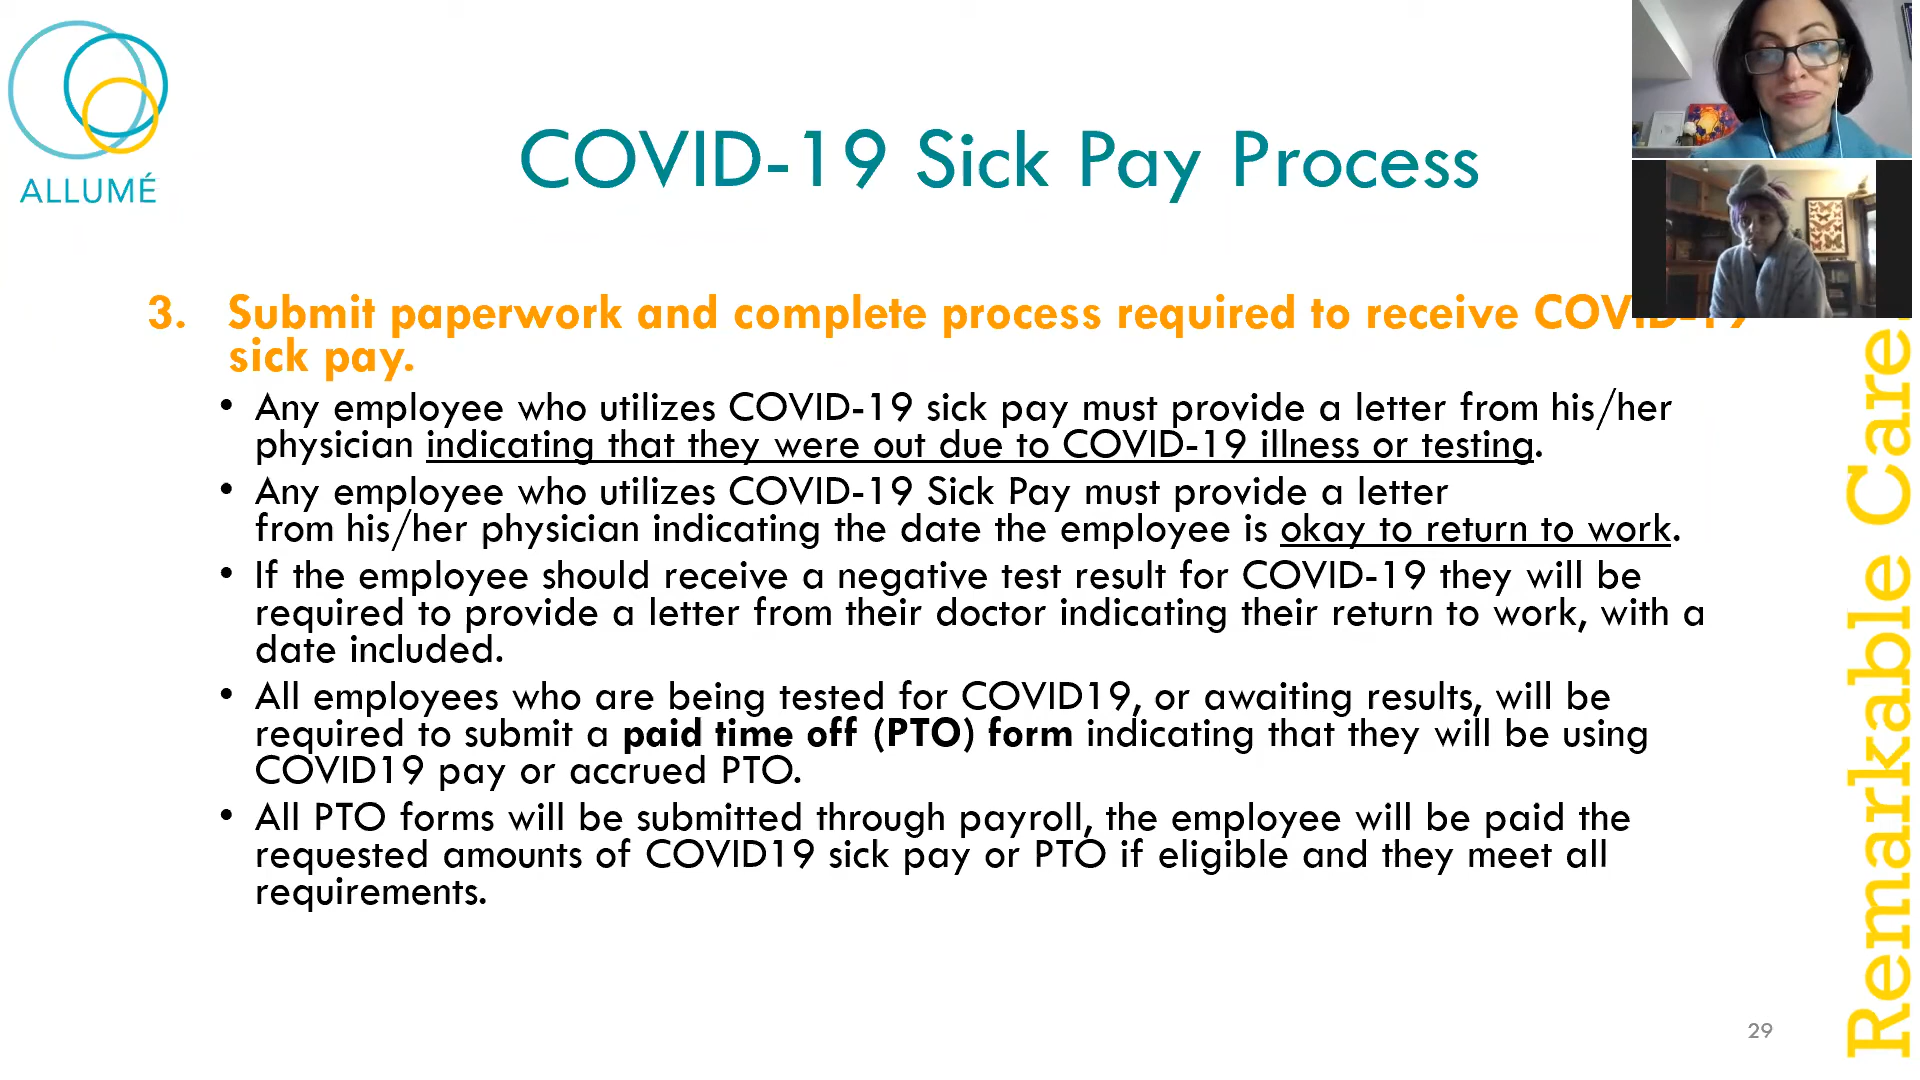 ALLUMÉ
COVID-19 Sick Pay Process
3. Submit paperwork and complete process required to receive COVID-19
sick pay.
• Any employee who utilizes COVID-19 sick pay must provide a letter from his/her
physician indicating that they were out due to COVID-19 illness or testing.
• Any employee who utilizes COVID-19 Sick Pay must provide a letter
from his/her physician indicating the date the employee is okay to return to work.
• If the employee should receive a negative test result for COVID-19 they will be
required to provide a letter from their doctor indicating their return to work, with a
date included.
• All employees who are being tested for COVID19, or awaiting results, will be
required to submit a paid time off (PTO) form indicating that they will be using
COVID19 pay or accrued PTO.
• All PTO forms will be submitted through payroll, the employee will be paid the
requested amounts of COVID19 sick pay or PTO if eligible and they meet all
requirements.
Remarkable Care
29